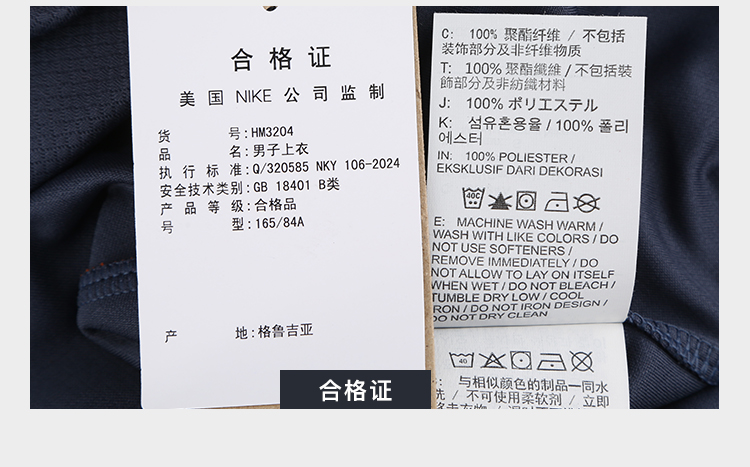 合格证
美国 NIKE 公司监制
货 号:HM3204
品 名:男子上衣
执行标准:Q/320585 NKY 106-2024
安全技术类别:GB 18401 B类
产品等级:合格品
号 型:165/84A
产 地:格鲁吉亚
合格证
C: 100% 聚酯纤维 / 不包括
装饰部分及非纤维物质
T: 100% 聚酯纖維 / 不包括裝
飾部分及非紡織材料
J: 100% ポリエステル
K: 섬유혼용율 / 100% 폴리
에스터
IN: 100% POLIESTER /
EKSKLUSIF DARI DEKORASI
40C
E: MACHINE WASH WARM /
WASH WITH LIKE COLORS / DO
NOT USE SOFTENERS /
REMOVE IMMEDIATELY / DO
NOT ALLOW TO LAY ON ITSELF
WHEN WET / DO NOT BLEACH /
TUMBLE DRY LOW / COOL
IRON / DO NOT IRON DESIGN /
DO NOT DRY CLEAN
40
: 与相似颜色的制品一同水
洗 / 不可使用柔软剂 / 立即